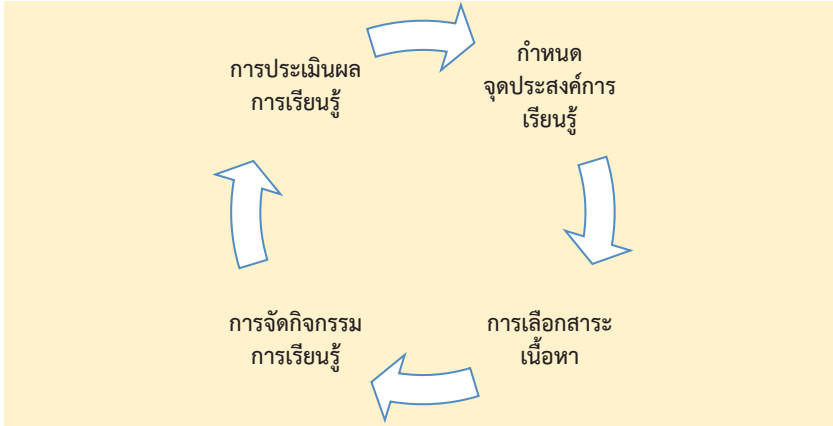 การประเมินผล
การเรียนรู้
กำหนด
จุดประสงค์การ
เรียนรู้
การจัดกิจกรรม
การเรียนรู้
การเลือกสาระ
เนื้อหา